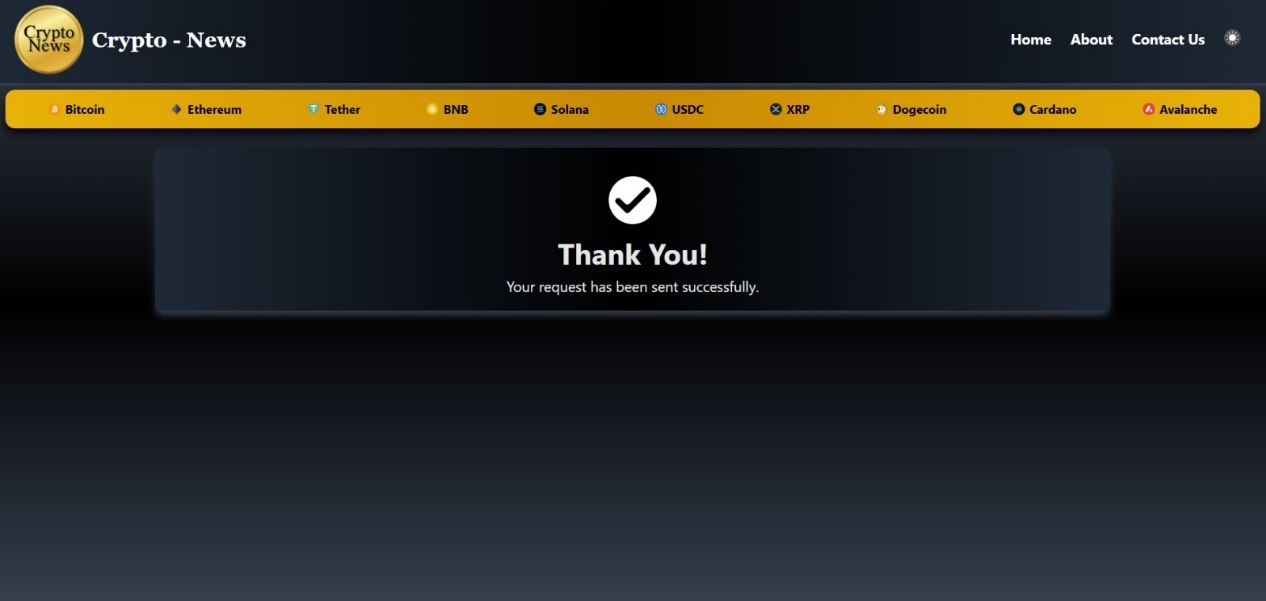 Crypto
News
Crypto - News
Home About Contact Us
Bitcoin Ethereum Tether BNB Solana USDC XRP Dogecoin Cardano Avalanche
Thank You!
Your request has been sent successfully.